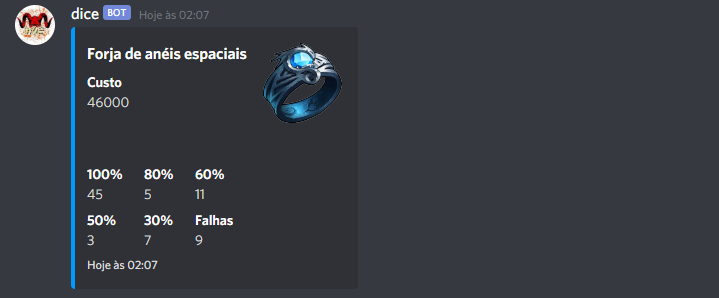 dice BOT Hoje às 02:07
Forja de anéis espaciais
Custo
46000
100% 80% 60%
45 5 11
50% 30% Falhas
3 7 9
Hoje às 02:07